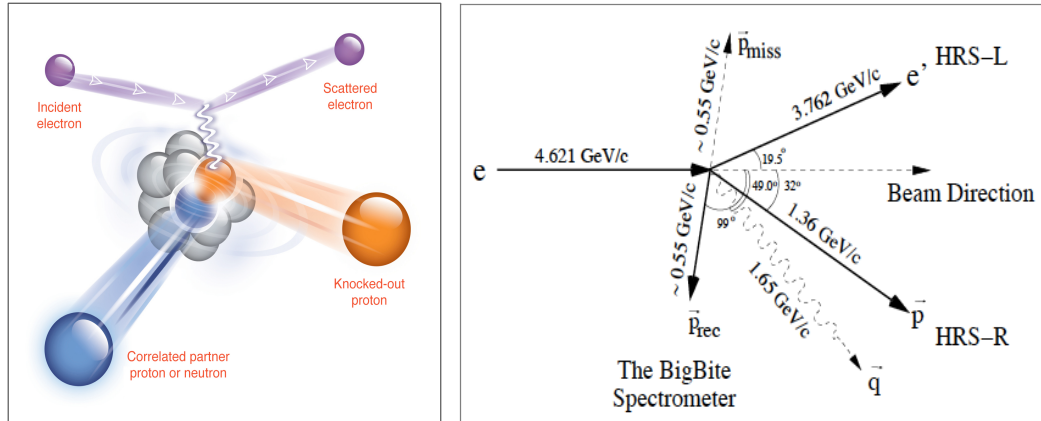 Incident
electron
Scattered
electron
Knocked-out
proton
Correlated partner
proton or neutron
p⃗miss
~ 0.55 GeV/c
e’ HRS–L
3.762 GeV/c
e
4.621 GeV/c
19.5°
Beam Direction
49.0° 32°
99°
~ 0.55 GeV/c
1.36 GeV/c
1.65 GeV/c
p⃗rec
p⃗
HRS–R
The BigBite
Spectrometer
q⃗